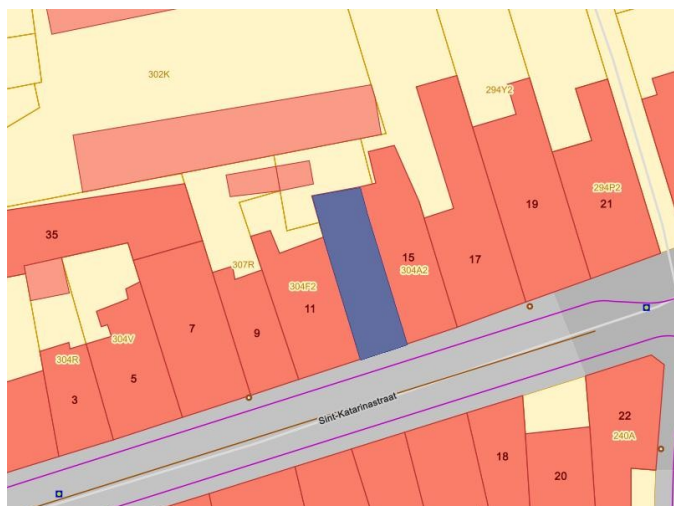 302K
294Y2
19
294P2
21
35
15
304A2
17
307R
304F2
11
7
9
304V
304R
5
3
Sint-Katarinastraat
22
240A
18
20